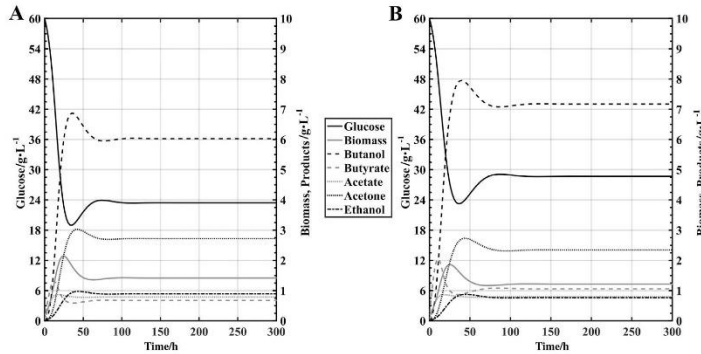 A
60
54
48
42
36
30
24
18
12
6
0
Glucose/g·L⁻¹
10
9
8
7
6
5
4
3
2
1
0
Biomass, Products/g·L⁻¹
0 50 100 150 200 250 300
Time/h
Glucose
Biomass
Butanol
Butyrate
Acetate
Acetone
Ethanol
B
60
54
48
42
36
30
24
18
12
6
0
Glucose/g·L⁻¹
10
9
8
7
6
5
4
3
2
1
0
Biomass, Products/g·L⁻¹
0 50 100 150 200 250 300
Time/h